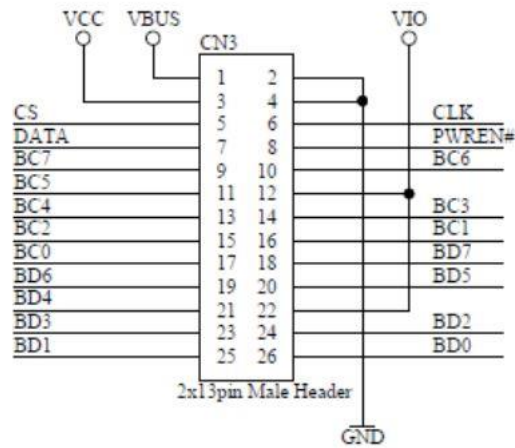 VCC VBUS VIO
CN3
1 2
3 4
CS 5 6 CLK
DATA 7 8 PWREN#
BC7 9 10 BC6
BC5 11 12
BC4 13 14 BC3
BC2 15 16 BC1
BC0 17 18 BD7
BD6 19 20 BD5
BD4 21 22
BD3 23 24 BD2
BD1 25 26 BD0
2x13pin Male Header
GND